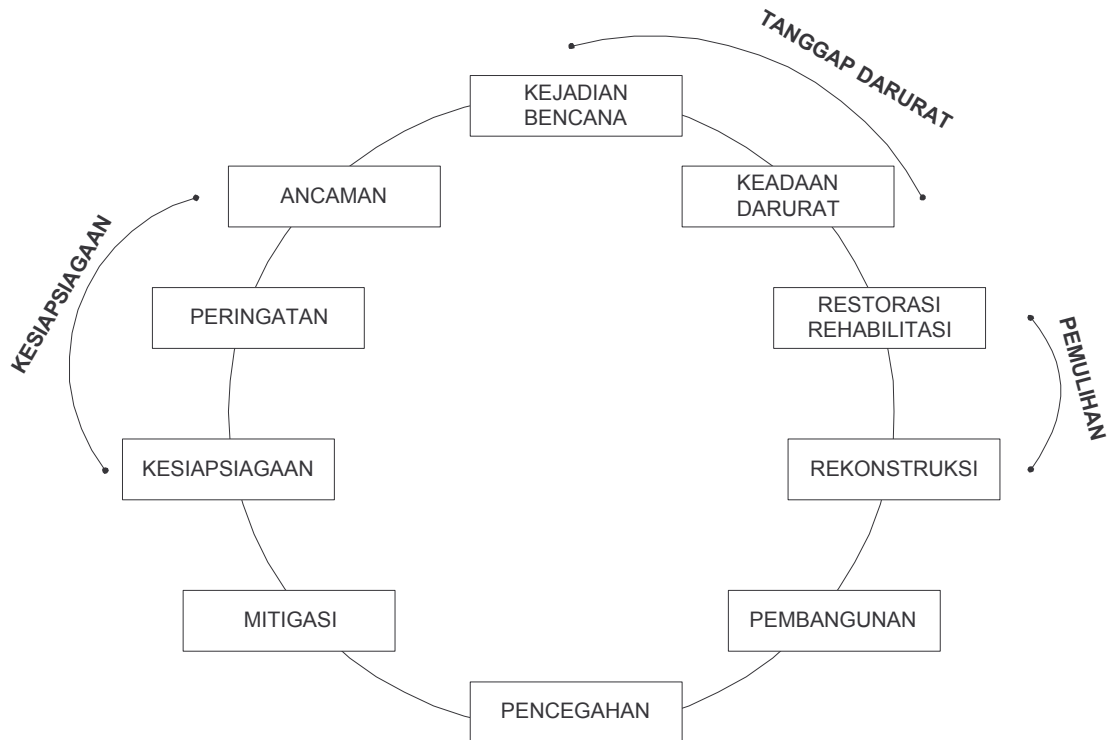 TANGGAP DARURAT
KEJADIAN
BENCANA
ANCAMAN
KEADAAN
DARURAT
KESIAPSIAGAAN
PERINGATAN
RESTORASI
REHABILITASI
PEMULIHAN
KESIAPSIAGAAN
REKONSTRUKSI
MITIGASI
PEMBANGUNAN
PENCEGAHAN